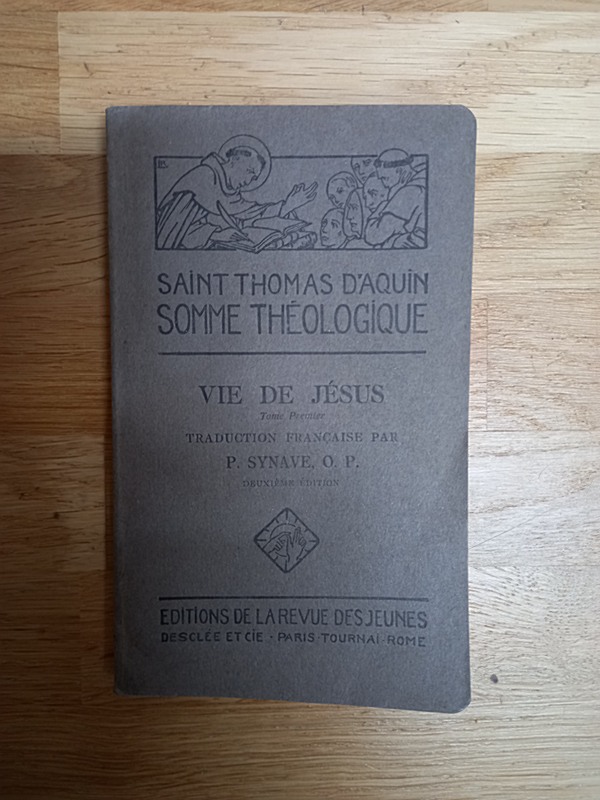 SAINT THOMAS D'AQUIN
SOMME THÉOLOGIQUE
VIE DE JÉSUS
Tome Premier
TRADUCTION FRANÇAISE PAR
P. SYNAVE, O. P.
DEUXIÈME ÉDITION
EDITIONS DE LA REVUE DES JEUNES
DESCLÉE ET CIE · PARIS · TOURNAI · ROME